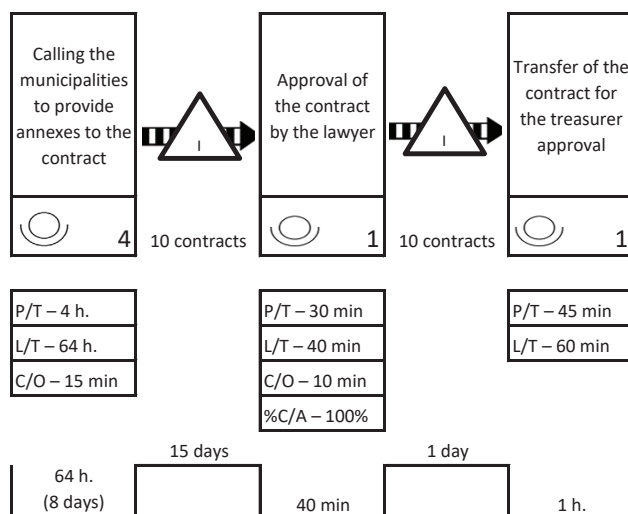 Calling the
municipalities
to provide
annexes to the
contract
I
Approval of
the contract
by the lawyer
I
Transfer of the
contract for
the treasurer
approval
4
10 contracts
1
10 contracts
1
P/T – 4 h.
L/T – 64 h.
C/O – 15 min
P/T – 30 min
L/T – 40 min
C/O – 10 min
%C/A – 100%
P/T – 45 min
L/T – 60 min
15 days
1 day
64 h.
(8 days)
40 min
1 h.